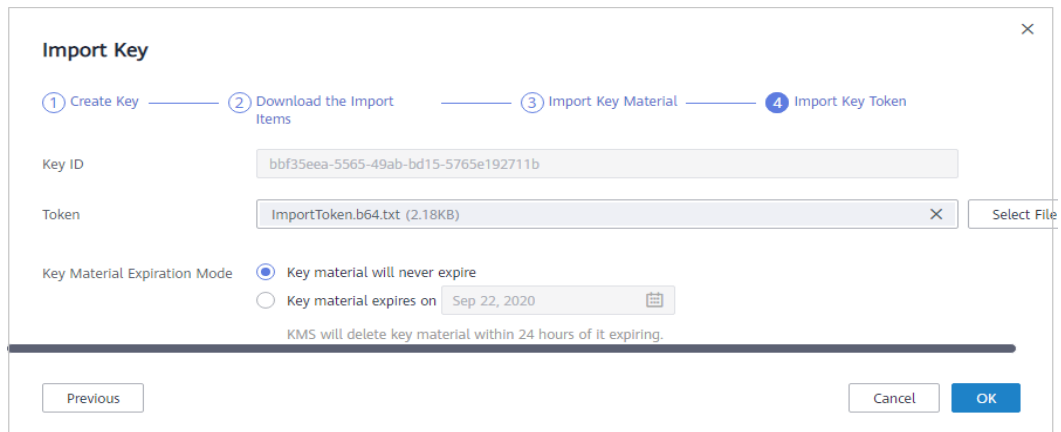 Import Key
1 Create Key
2 Download the Import
Items
3 Import Key Material
4 Import Key Token
Key ID
bbf35eea-5565-49ab-bd15-5765e192711b
Token
ImportToken.b64.txt (2.18KB)
Select File
Key Material Expiration Mode
Key material will never expire
Key material expires on
Sep 22, 2020
KMS will delete key material within 24 hours of it expiring.
Previous
Cancel
OK